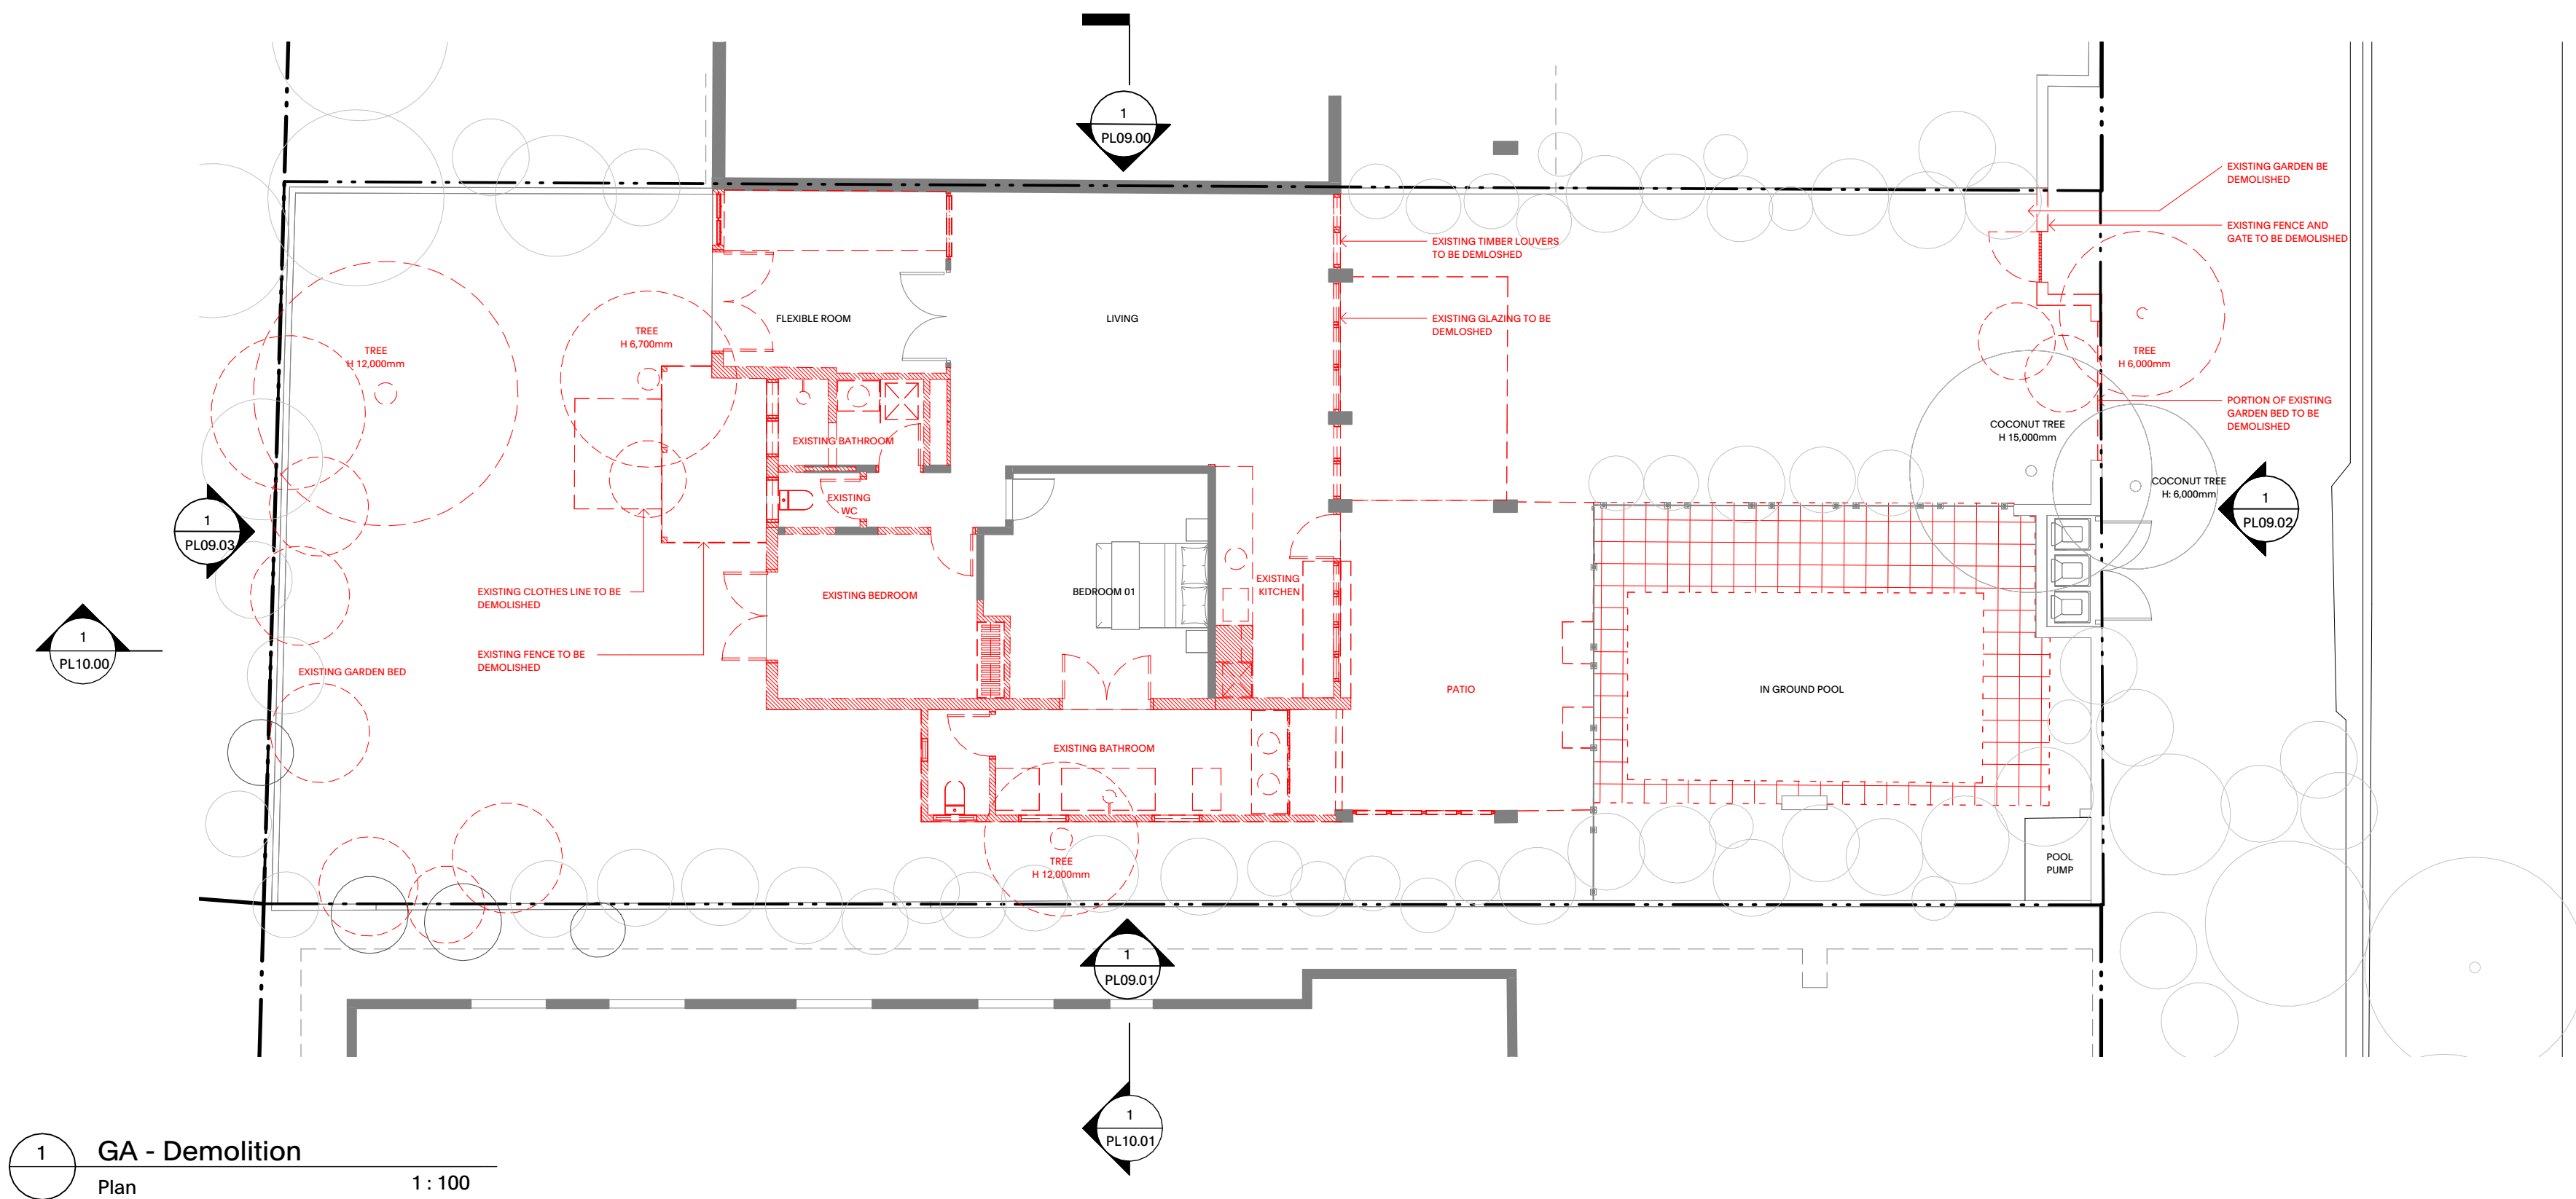 1
PL09.00
EXISTING GARDEN BE
DEMOLISHED
EXISTING FENCE AND
GATE TO BE DEMOLISHED
EXISTING TIMBER LOUVERS
TO BE DEMLOSHED
FLEXIBLE ROOM
LIVING
EXISTING GLAZING TO BE
DEMLOSHED
TREE
H 6,700mm
TREE
H 12,000mm
TREE
H 6,000mm
PORTION OF EXISTING
GARDEN BED TO BE
DEMOLISHED
COCONUT TREE
H 15,000mm
EXISTING BATHROOM
COCONUT TREE
H: 6,000mm
EXISTING
WC
1
PL09.03
1
PL09.02
EXISTING CLOTHES LINE TO BE
DEMOLISHED
EXISTING BEDROOM
BEDROOM 01
EXISTING
KITCHEN
1
PL10.00
EXISTING FENCE TO BE
DEMOLISHED
EXISTING GARDEN BED
PATIO
IN GROUND POOL
EXISTING BATHROOM
TREE
H 12,000mm
POOL
PUMP
1
PL09.01
1
PL10.01
1
GA - Demolition
Plan
1 : 100